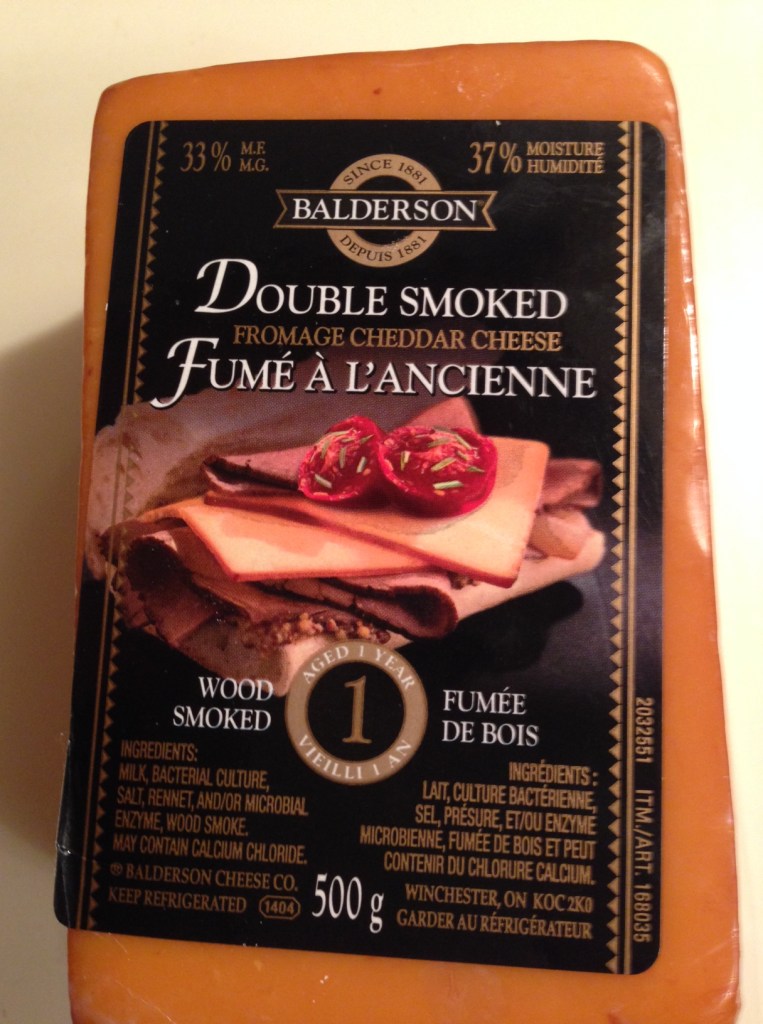 33% M.F. M.G.
37% MOISTURE HUMIDITÉ
SINCE 1881
BALDERSON
DEPUIS 1881
DOUBLE SMOKED
FROMAGE CHEDDAR CHEESE
FUMÉ À L'ANCIENNE
AGED 1 YEAR
1
VIEILLI 1 AN
WOOD
SMOKED
FUMÉE
DE BOIS
INGREDIENTS:
MILK, BACTERIAL CULTURE,
SALT, RENNET, AND/OR MICROBIAL
ENZYME, WOOD SMOKE.
MAY CONTAIN CALCIUM CHLORIDE.
INGRÉDIENTS :
LAIT, CULTURE BACTÉRIENNE,
SEL, PRÉSURE, ET/OU ENZYME
MICROBIENNE, FUMÉE DE BOIS ET PEUT
CONTENIR DU CHLORURE CALCIUM.
BALDERSON CHEESE CO.
KEEP REFRIGERATED
1404
500 g
WINCHESTER, ON K0C 2K0
GARDER AU RÉFRIGÉRATEUR
2032551 ITM./ART. 168035